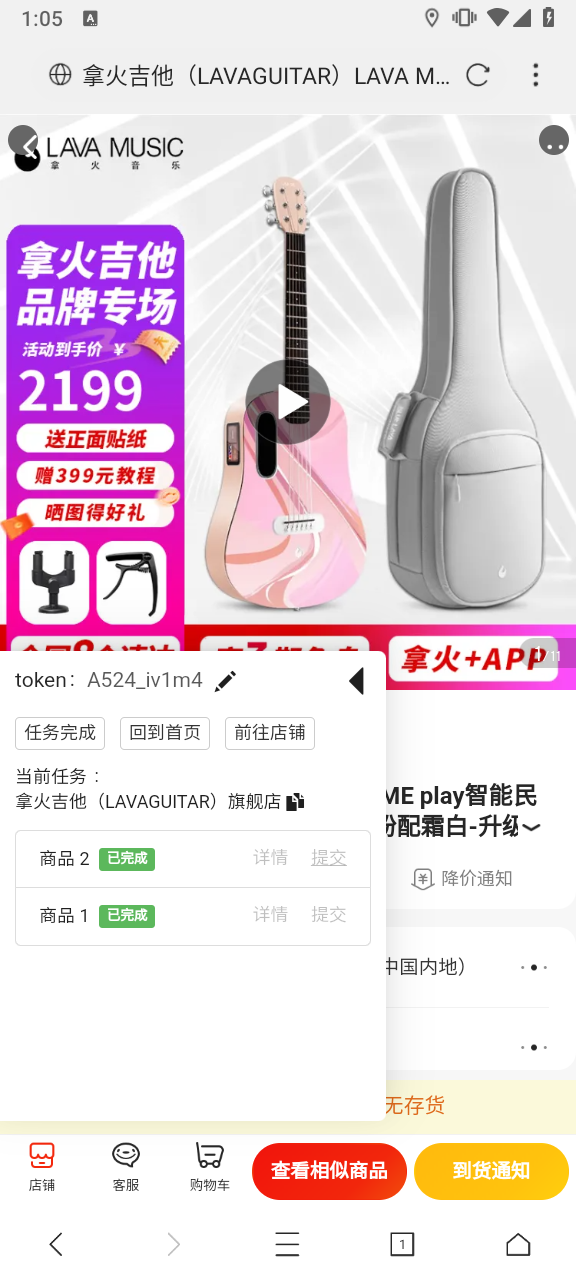 1:05
A
拿火吉他（LAVAGUITAR）LAVA M...
LAVA MUSIC
拿火音乐
拿火吉他
品牌专场
活动到手价 ¥
2199
送正面贴纸
赠399元教程
晒图得好礼
拿火+APP
/11
token： A524_iv1m4
任务完成 回到首页 前往店铺
当前任务：
拿火吉他（LAVAGUITAR）旗舰店
商品 2 已完成 详情 提交
商品 1 已完成 详情 提交
ME play智能民
配霜白-升级
降价通知
中国内地）
无存货
店铺
客服
购物车
查看相似商品
到货通知
1